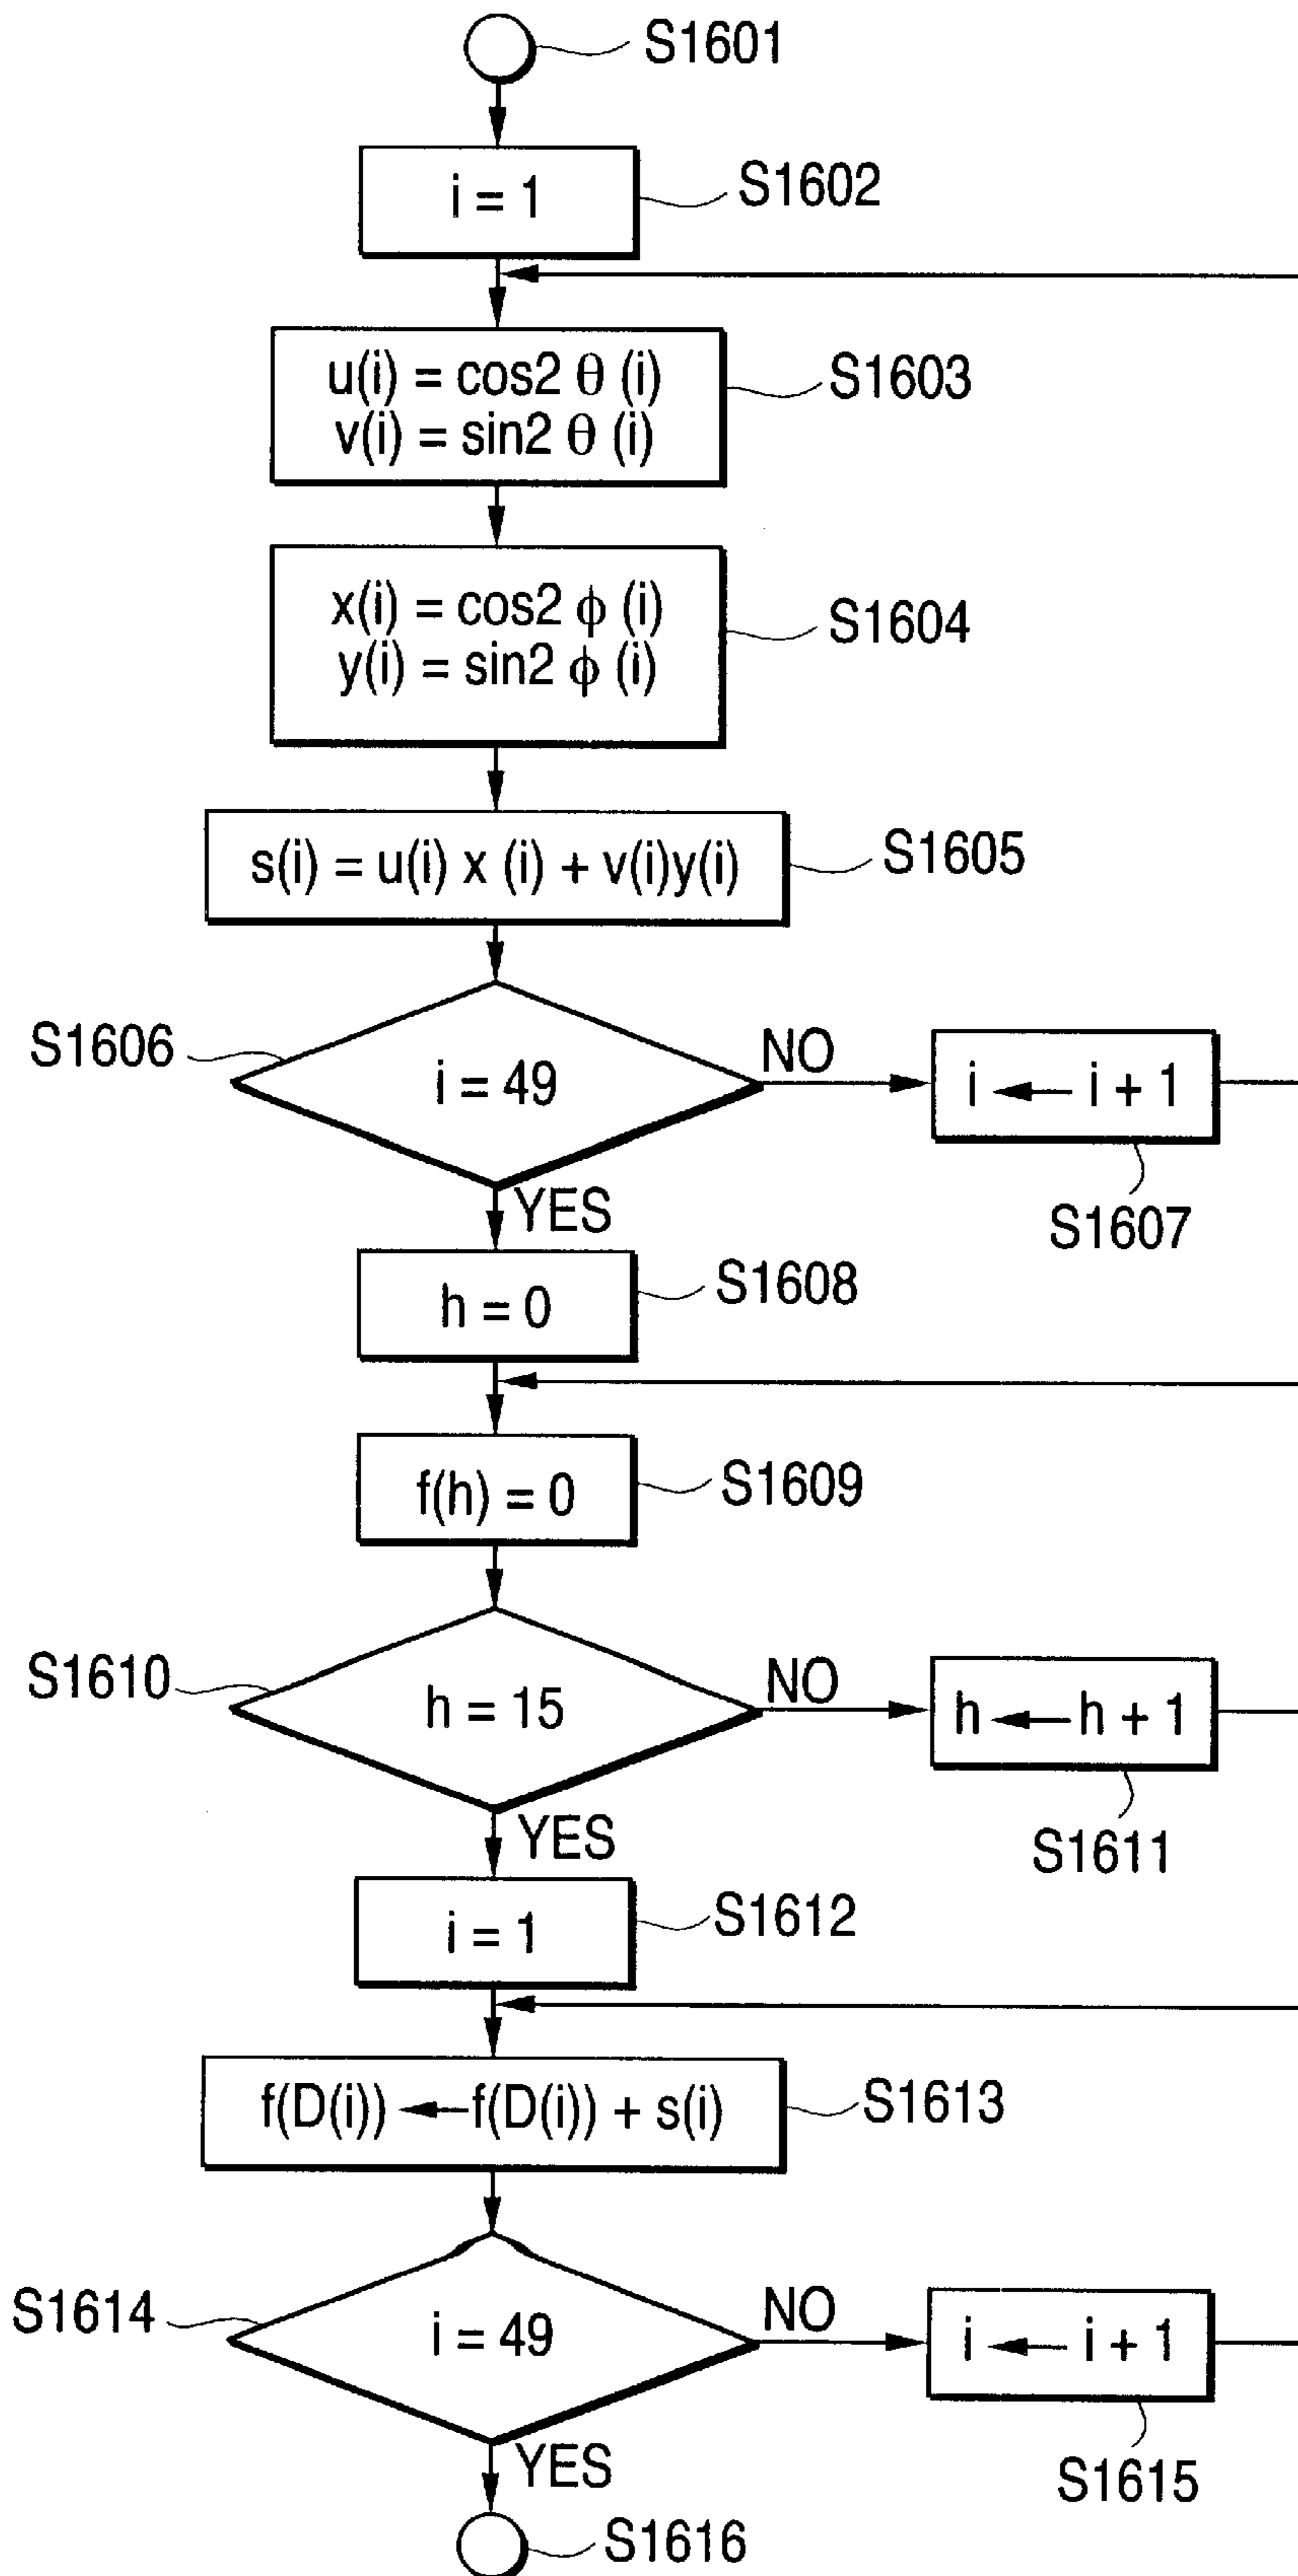 S1601
i = 1
S1602
u(i) = cos2 θ (i)
v(i) = sin2 θ (i)
S1603
x(i) = cos2 ϕ (i)
y(i) = sin2 ϕ (i)
S1604
s(i) = u(i) x (i) + v(i)y(i)
S1605
S1606
i = 49
NO
i ← i + 1
S1607
YES
h = 0
S1608
f(h) = 0
S1609
S1610
h = 15
NO
h ← h + 1
S1611
YES
i = 1
S1612
f(D(i)) ← f(D(i)) + s(i)
S1613
S1614
i = 49
NO
i ← i + 1
S1615
YES
S1616